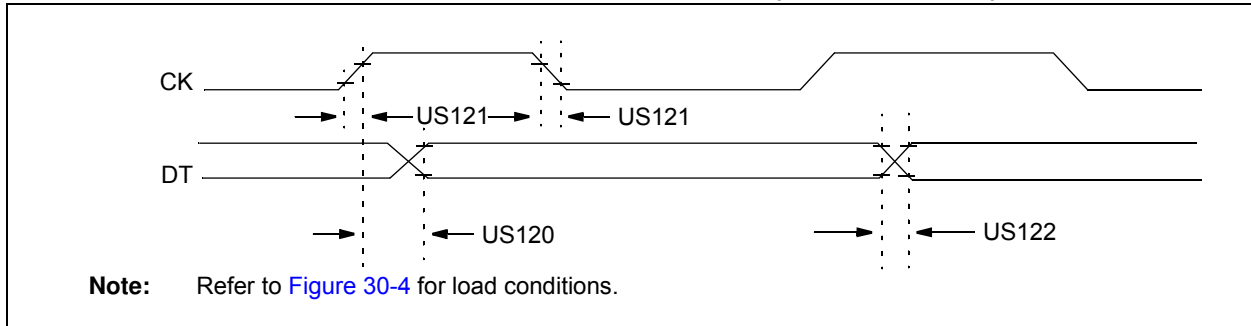 CK
US121
US121
DT
US120
US122
Note: Refer to Figure 30-4 for load conditions.